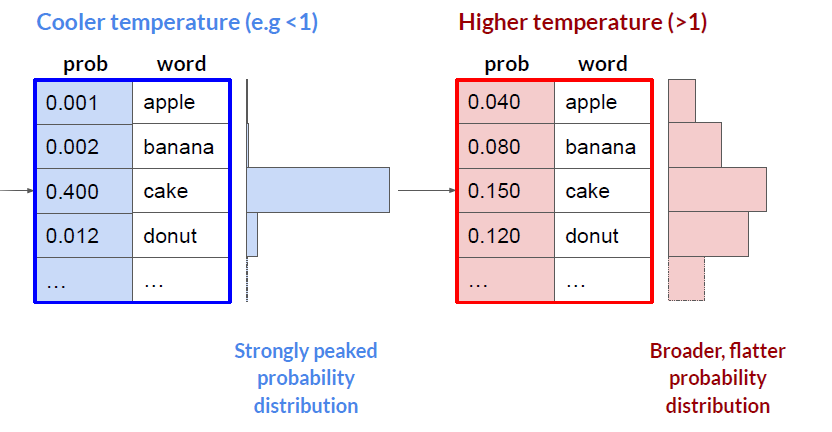 Cooler temperature (e.g <1)
prob word
0.001 apple
0.002 banana
0.400 cake
0.012 donut
… …
Strongly peaked
probability
distribution
Higher temperature (>1)
prob word
0.040 apple
0.080 banana
0.150 cake
0.120 donut
… …
Broader, flatter
probability
distribution